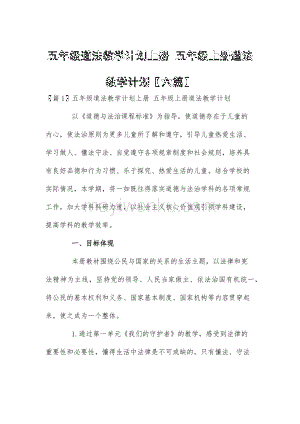 五年级道法教学计划上册 五年级上册道法
教学计划【六篇】
【篇1】五年级道法教学计划上册 五年级上册道法教学计划
以《道德与法治课程标准》为指导，使道德存在于儿童的
内心，使法治原则为更多儿童所了解和遵守。引导儿童热爱生活、
学习做人、懂法守法，自觉遵守各项规章制度和社会规则，培养具
有良好品德和行为习惯、乐于探究、热爱生活的儿童。结合学校的
实际情况，本学期，将一如既往得落实道德与法治学科的各项常规
工作，加大学科科研力度，以社会主义核心价值观引领学科建设，
提高学科的教学效率。
一、目标体现
本册教材围绕公民与国家的关系的生活主题，以法律和宪
法精神为主线，坚持党的领导、人民当家做主、依法治国有机统一，
将公民的基本权利和义务、国家基本制度、国家机构等内容贯穿起
来，使之成为一个整体。
1.通过第一单元《我们的守护者》的教学，感受到法律的
重要性和必要性，懂得生活中法律是不可或缺的。只有懂法、守法